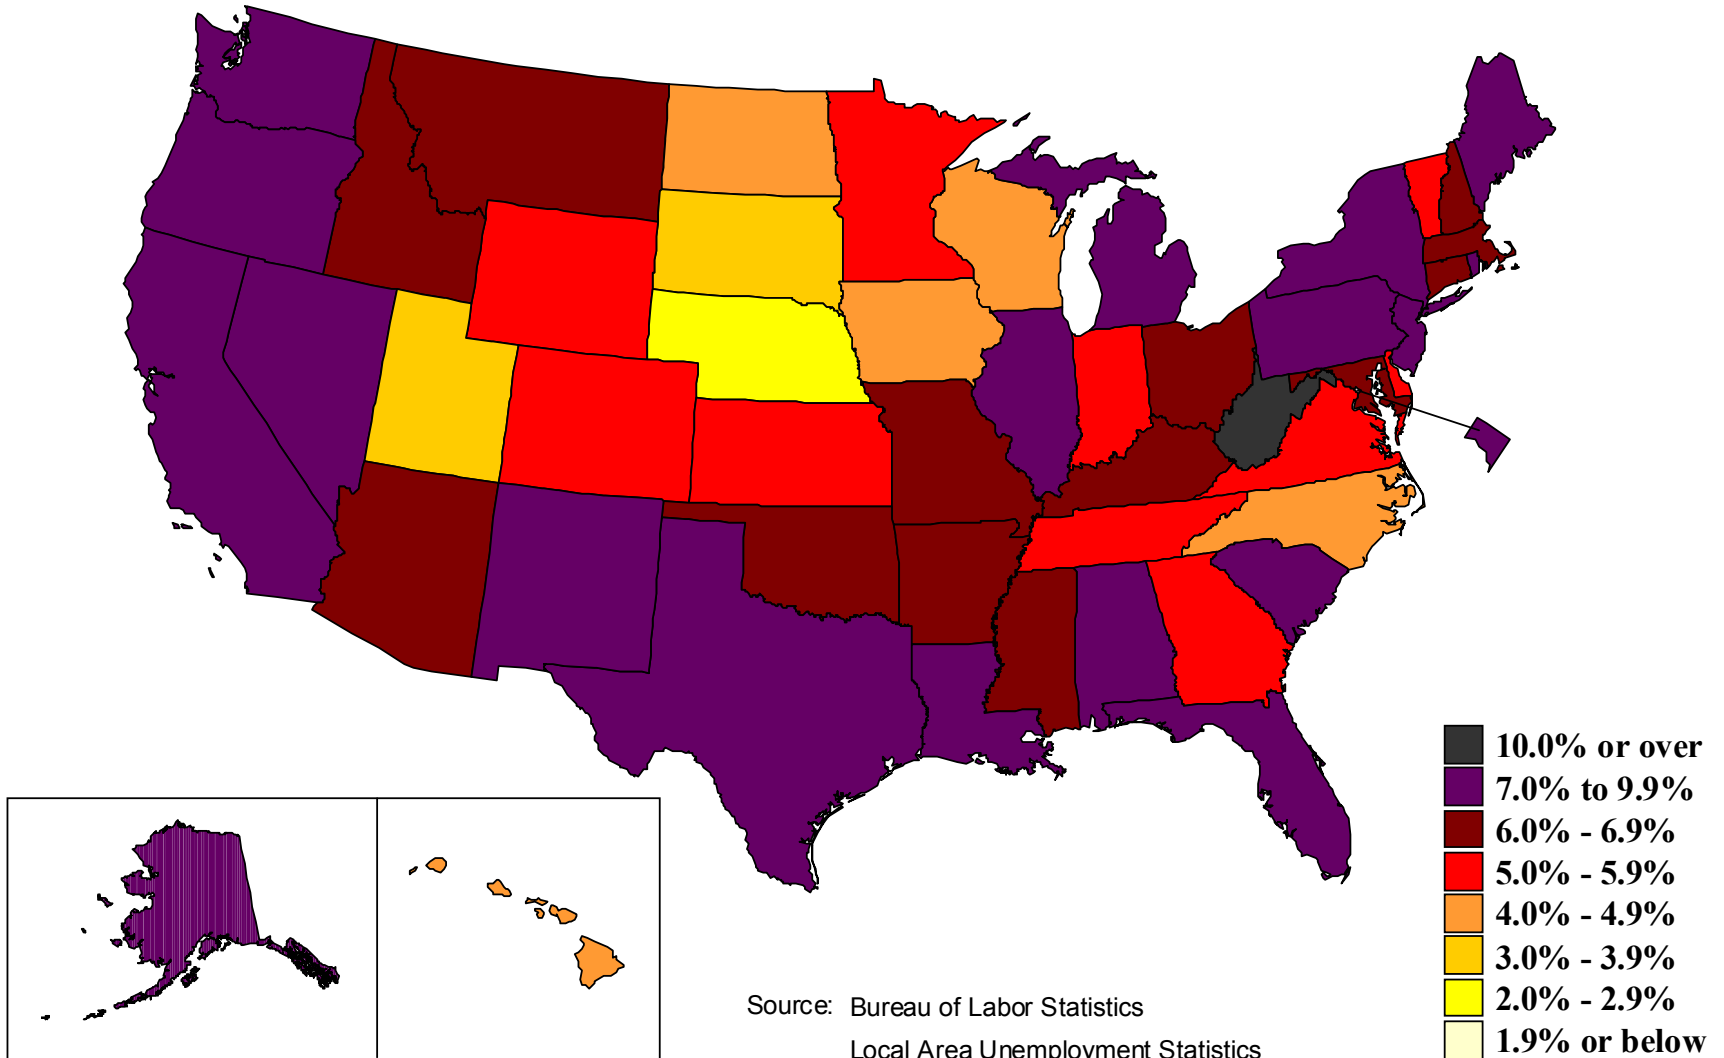 10.0% or over
7.0% to 9.9%
6.0% - 6.9%
5.0% - 5.9%
4.0% - 4.9%
3.0% - 3.9%
2.0% - 2.9%
1.9% or below
Source: Bureau of Labor Statistics
Local Area Unemployment Statistics